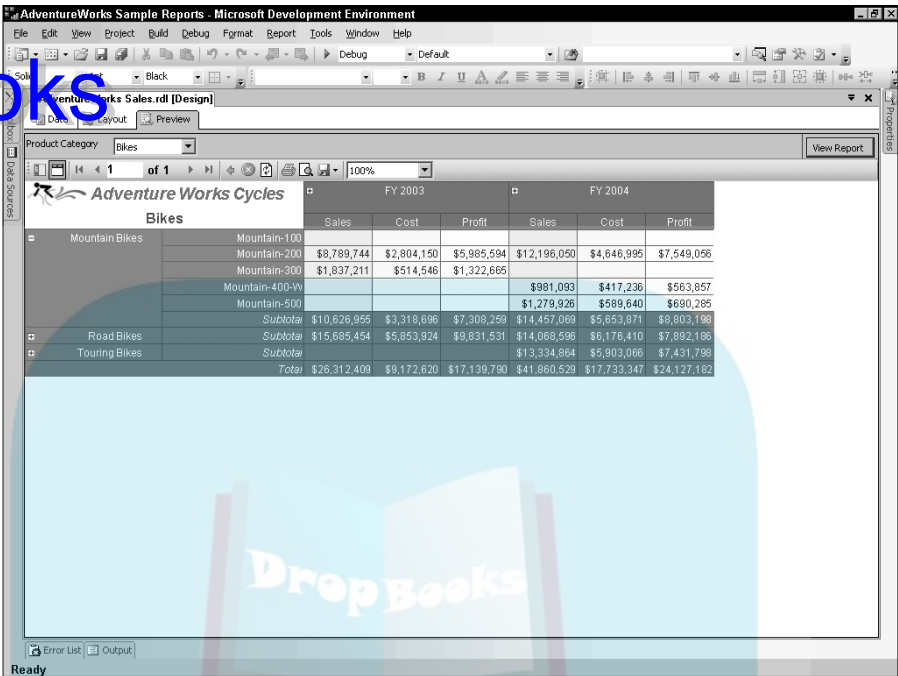 AdventureWorks Sample Reports - Microsoft Development Environment
File Edit View Project Build Debug Format Report Tools Window Help
Debug Default
Black
B I U A
oks
Sales.rdl [Design]
Data Layout Preview
Product Category Bikes View Report
1 of 1 100%
Adventure Works Cycles FY 2003 FY 2004
Bikes Sales Cost Profit Sales Cost Profit
Mountain Bikes Mountain-100
Mountain-200 $8,789,744 $2,804,150 $5,985,594 $12,196,050 $4,646,995 $7,549,056
Mountain-300 $1,837,211 $514,546 $1,322,665
Mountain-400-W $981,093 $417,236 $563,857
Mountain-500 $1,279,926 $589,640 $690,285
Subtotal $10,626,955 $3,318,696 $7,308,259 $14,457,069 $5,653,871 $8,803,198
Road Bikes Subtotal $15,685,454 $5,853,924 $9,831,531 $14,068,596 $6,176,410 $7,892,186
Touring Bikes Subtotal $13,334,864 $5,903,066 $7,431,798
Total $26,312,409 $9,172,620 $17,139,790 $41,860,529 $17,733,347 $24,127,182
DropBooks
Error List Output
Ready
Data Sources
Properties